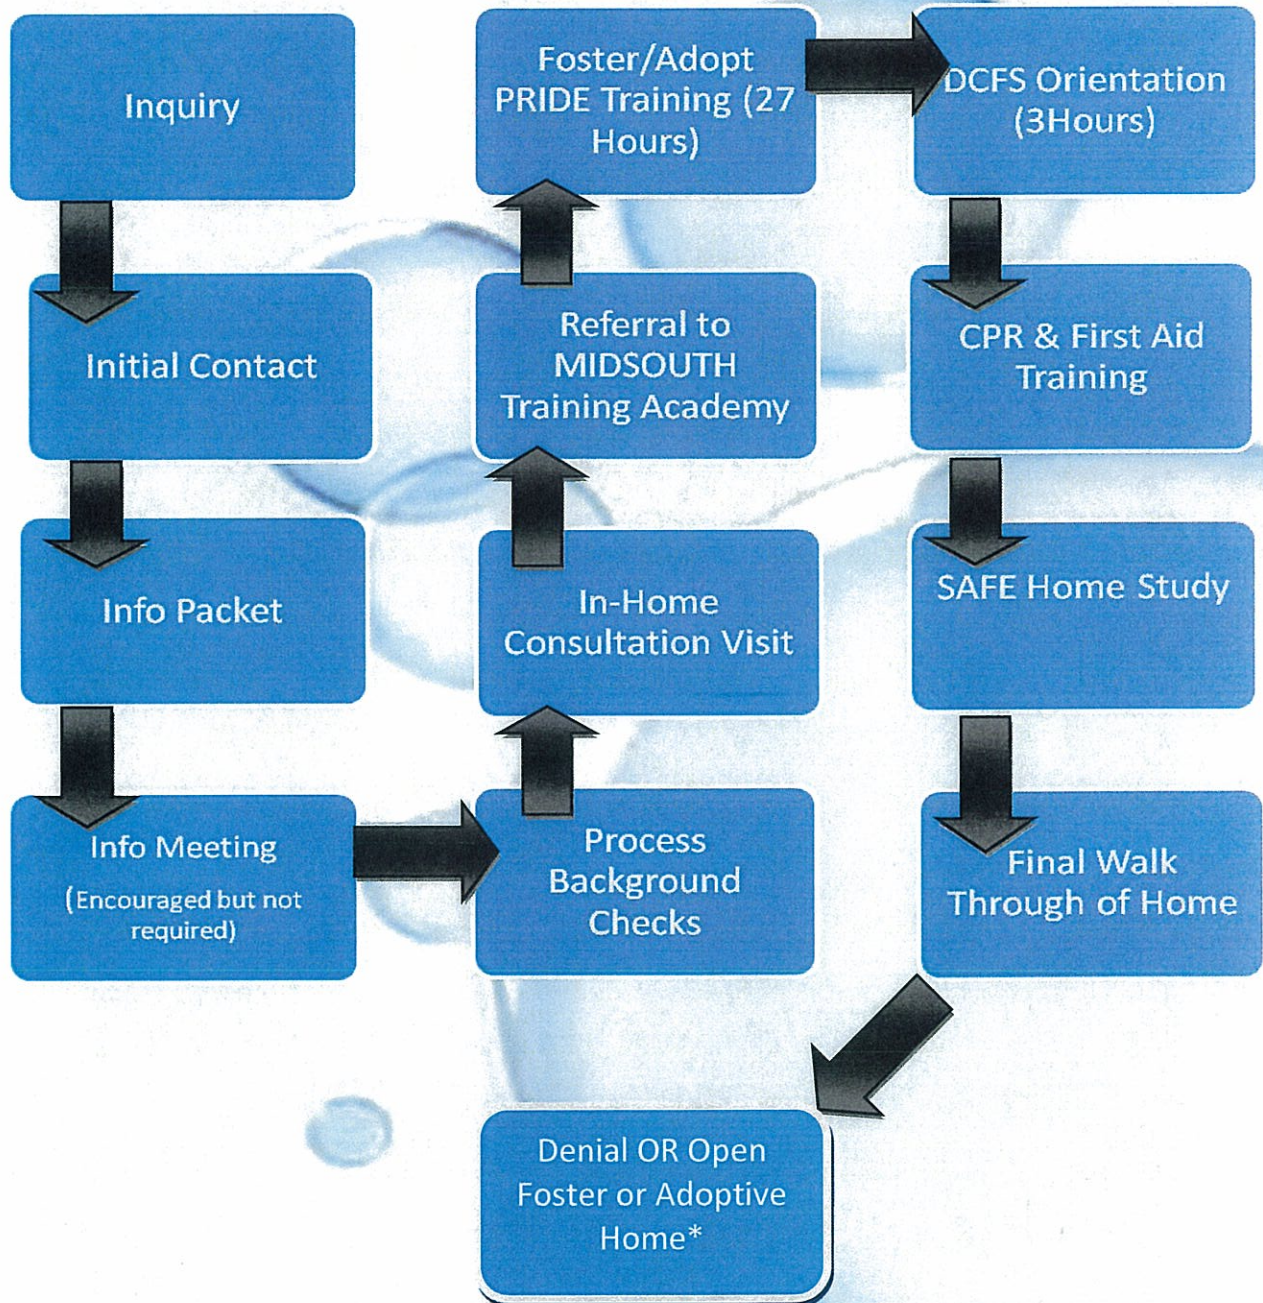 Inquiry
Initial Contact
Info Packet
Info Meeting
(Encouraged but not
required)
Process
Background
Checks
In-Home
Consultation Visit
Referral to
MIDSOUTH
Training Academy
Foster/Adopt
PRIDE Training (27
Hours)
DCFS Orientation
(3Hours)
CPR & First Aid
Training
SAFE Home Study
Final Walk
Through of Home
Denial OR Open
Foster or Adoptive
Home*